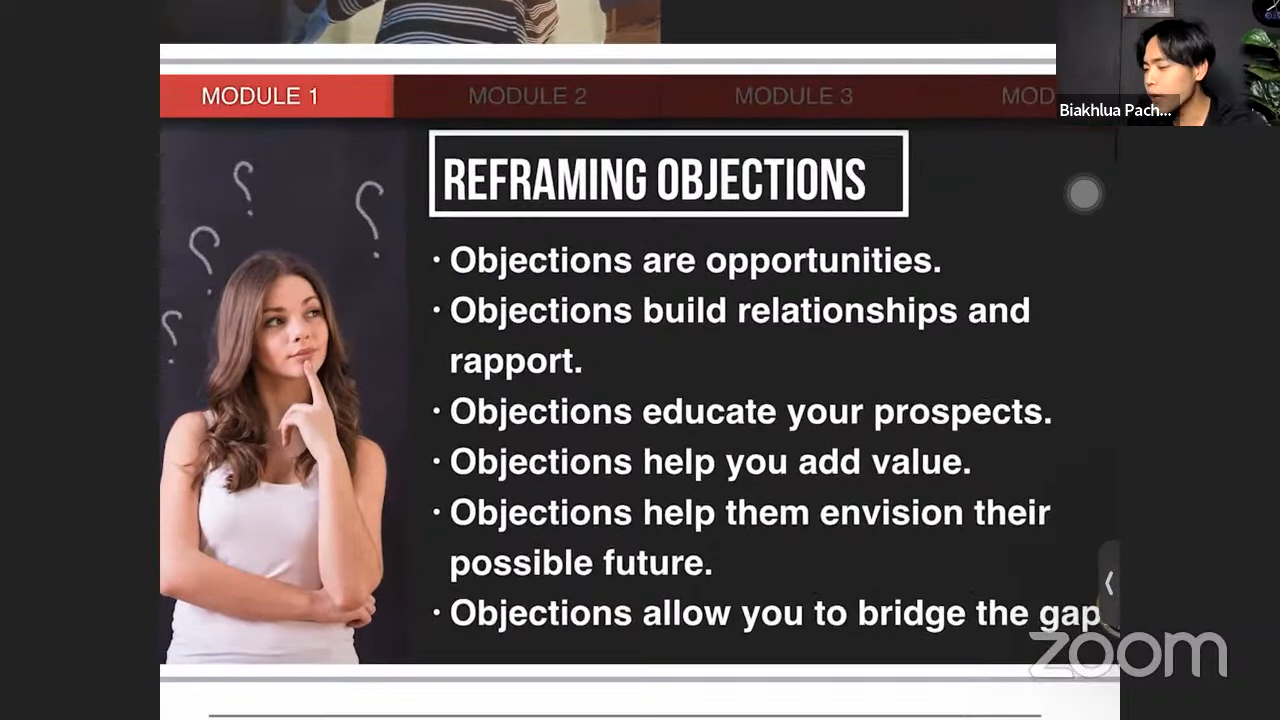 MODULE 1
MODULE 2
MODULE 3
MOD
Biakhlua Pach...
REFRAMING OBJECTIONS
· Objections are opportunities.
· Objections build relationships and
rapport.
· Objections educate your prospects.
· Objections help you add value.
· Objections help them envision their
possible future.
· Objections allow you to bridge the gap
zoom